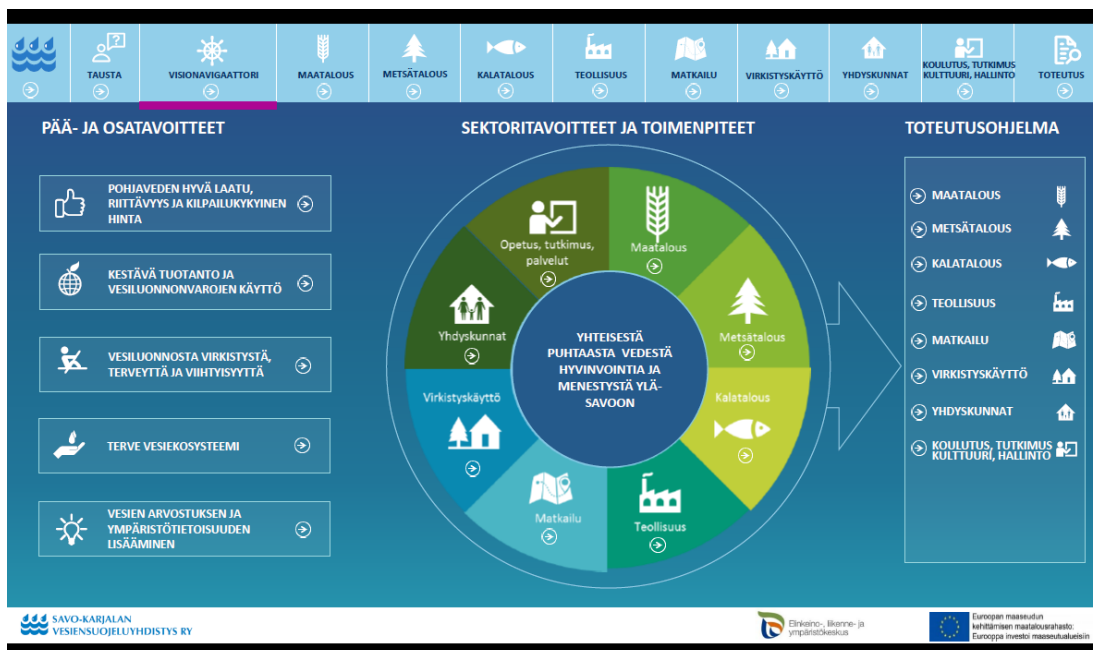 TAUSTA
VISIONAVIGAATTORI
MAATALOUS
METSÄTALOUS
KALATALOUS
TEOLLISUUS
MATKAILU
VIRKISTYSKÄYTTÖ
YHDYSKUNNAT
KOULUTUS, TUTKIMUS
KULTTUURI, HALLINTO
TOTEUTUS
PÄÄ- JA OSATAVOITTEET
POHJAVEDEN HYVÄ LAATU,
RIITTÄVYYS JA KILPAILUKYKYINEN
HINTA
KESTÄVÄ TUOTANTO JA
VESILUONNONVAROJEN KÄYTTÖ
VESILUONNOSTA VIRKISTYSTÄ,
TERVEYTTÄ JA VIIHTYISYYTTÄ
TERVE VESIEKOSYSTEEMI
VESIEN ARVOSTUKSEN JA
YMPÄRISTÖTIETOISUUDEN
LISÄÄMINEN
SEKTORITAVOITTEET JA TOIMENPITEET
Opetus, tutkimus,
palvelut
Maatalous
Yhdyskunnat
Metsätalous
Virkistyskäyttö
Kalatalous
Matkailu
Teollisuus
YHTEISESTÄ
PUHTAASTA VEDESTÄ
HYVINVOINTIA JA
MENESTYSTÄ YLÄ-
SAVOON
TOTEUTUSOHJELMA
MAATALOUS
METSÄTALOUS
KALATALOUS
TEOLLISUUS
MATKAILU
VIRKISTYSKÄYTTÖ
YHDYSKUNNAT
KOULUTUS, TUTKIMUS
KULTTUURI, HALLINTO
SAVO-KARJALAN
VESIENSUOJELUYHDISTYS RY
Elinkeino-, liikenne- ja
ympäristökeskus
Euroopan maaseudun
kehittämisen maatalousrahasto:
Eurooppa investoi maaseutualueisiin